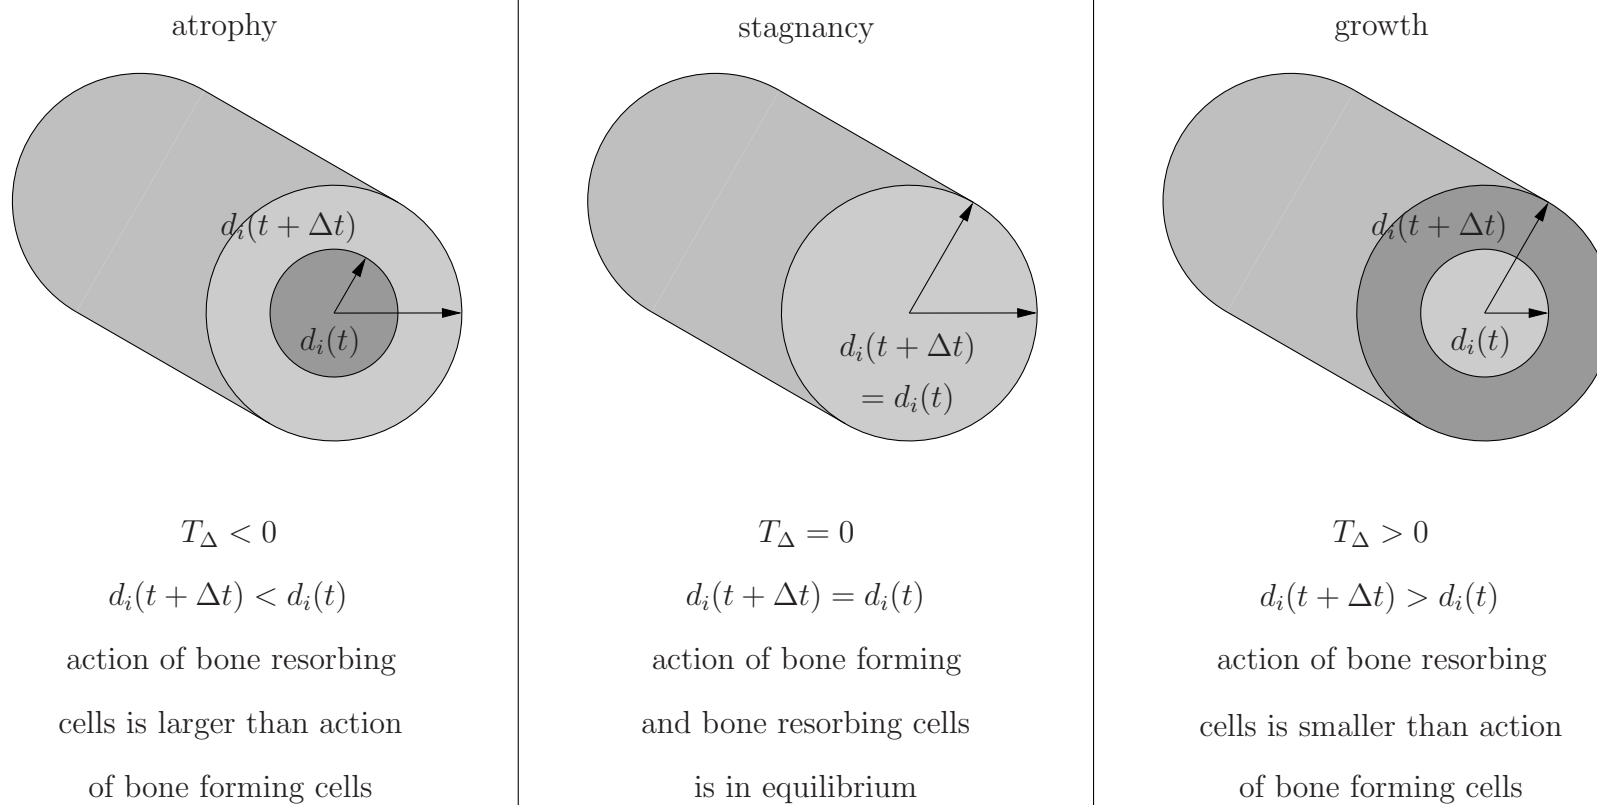 atrophy
d_i(t + Δt)
d_i(t)
T_Δ < 0
d_i(t + Δt) < d_i(t)
action of bone resorbing
cells is larger than action
of bone forming cells
stagnancy
d_i(t + Δt)
= d_i(t)
T_Δ = 0
d_i(t + Δt) = d_i(t)
action of bone forming
and bone resorbing cells
is in equilibrium
growth
d_i(t + Δt)
d_i(t)
T_Δ > 0
d_i(t + Δt) > d_i(t)
action of bone resorbing
cells is smaller than action
of bone forming cells